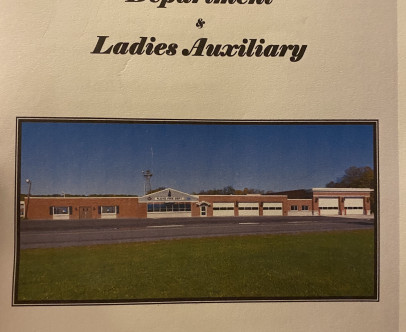 Department
&
Ladies Auxiliary